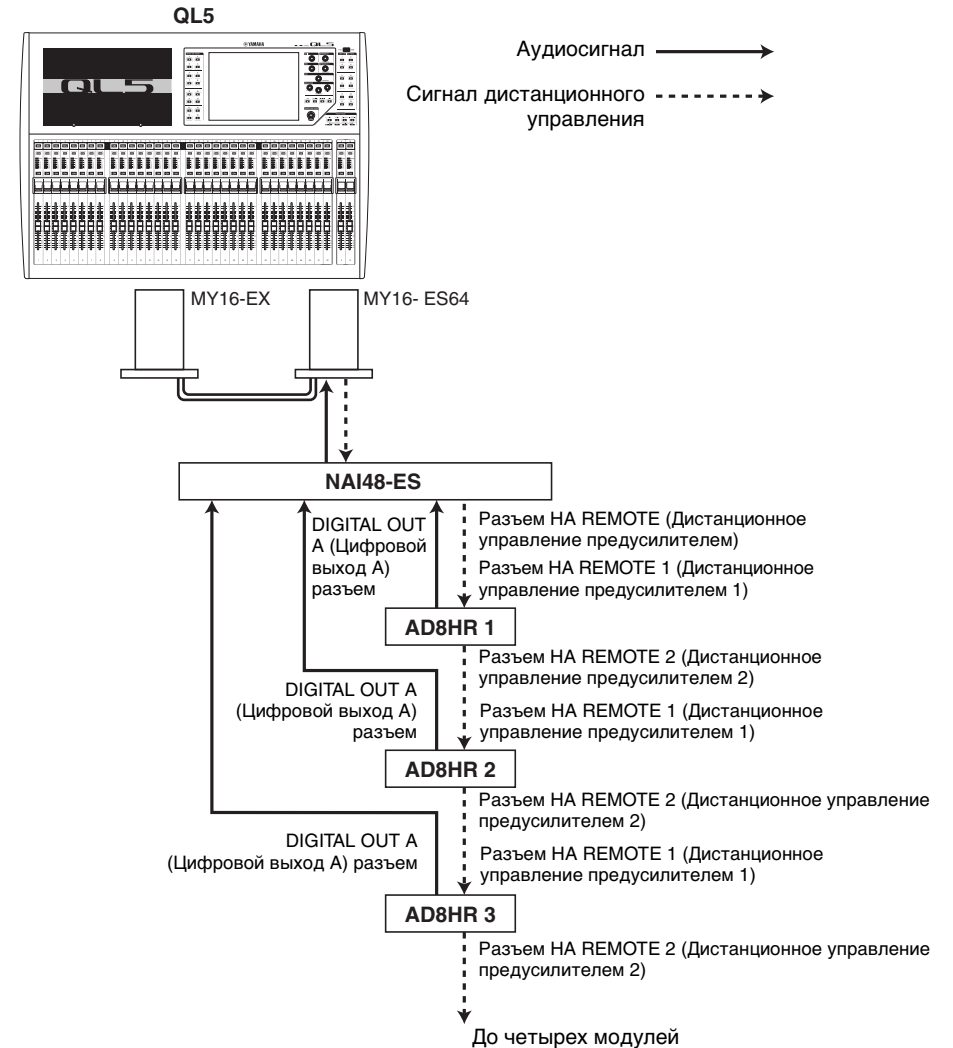 QL5
YAMAHA
QL5
QL5
Аудиосигнал
Сигнал дистанционного
управления
MY16-EX
MY16- ES64
NAI48-ES
DIGITAL OUT
A (Цифровой
выход A)
разъем
Разъем HA REMOTE (Дистанционное
управление предусилителем)
Разъем HA REMOTE 1 (Дистанционное
управление предусилителем 1)
AD8HR 1
Разъем HA REMOTE 2 (Дистанционное
управление предусилителем 2)
DIGITAL OUT A
(Цифровой выход A)
разъем
Разъем HA REMOTE 1 (Дистанционное
управление предусилителем 1)
AD8HR 2
Разъем HA REMOTE 2 (Дистанционное управление
предусилителем 2)
DIGITAL OUT A
(Цифровой выход A) разъем
Разъем HA REMOTE 1 (Дистанционное
управление предусилителем 1)
AD8HR 3
Разъем HA REMOTE 2 (Дистанционное управление
предусилителем 2)
До четырех модулей